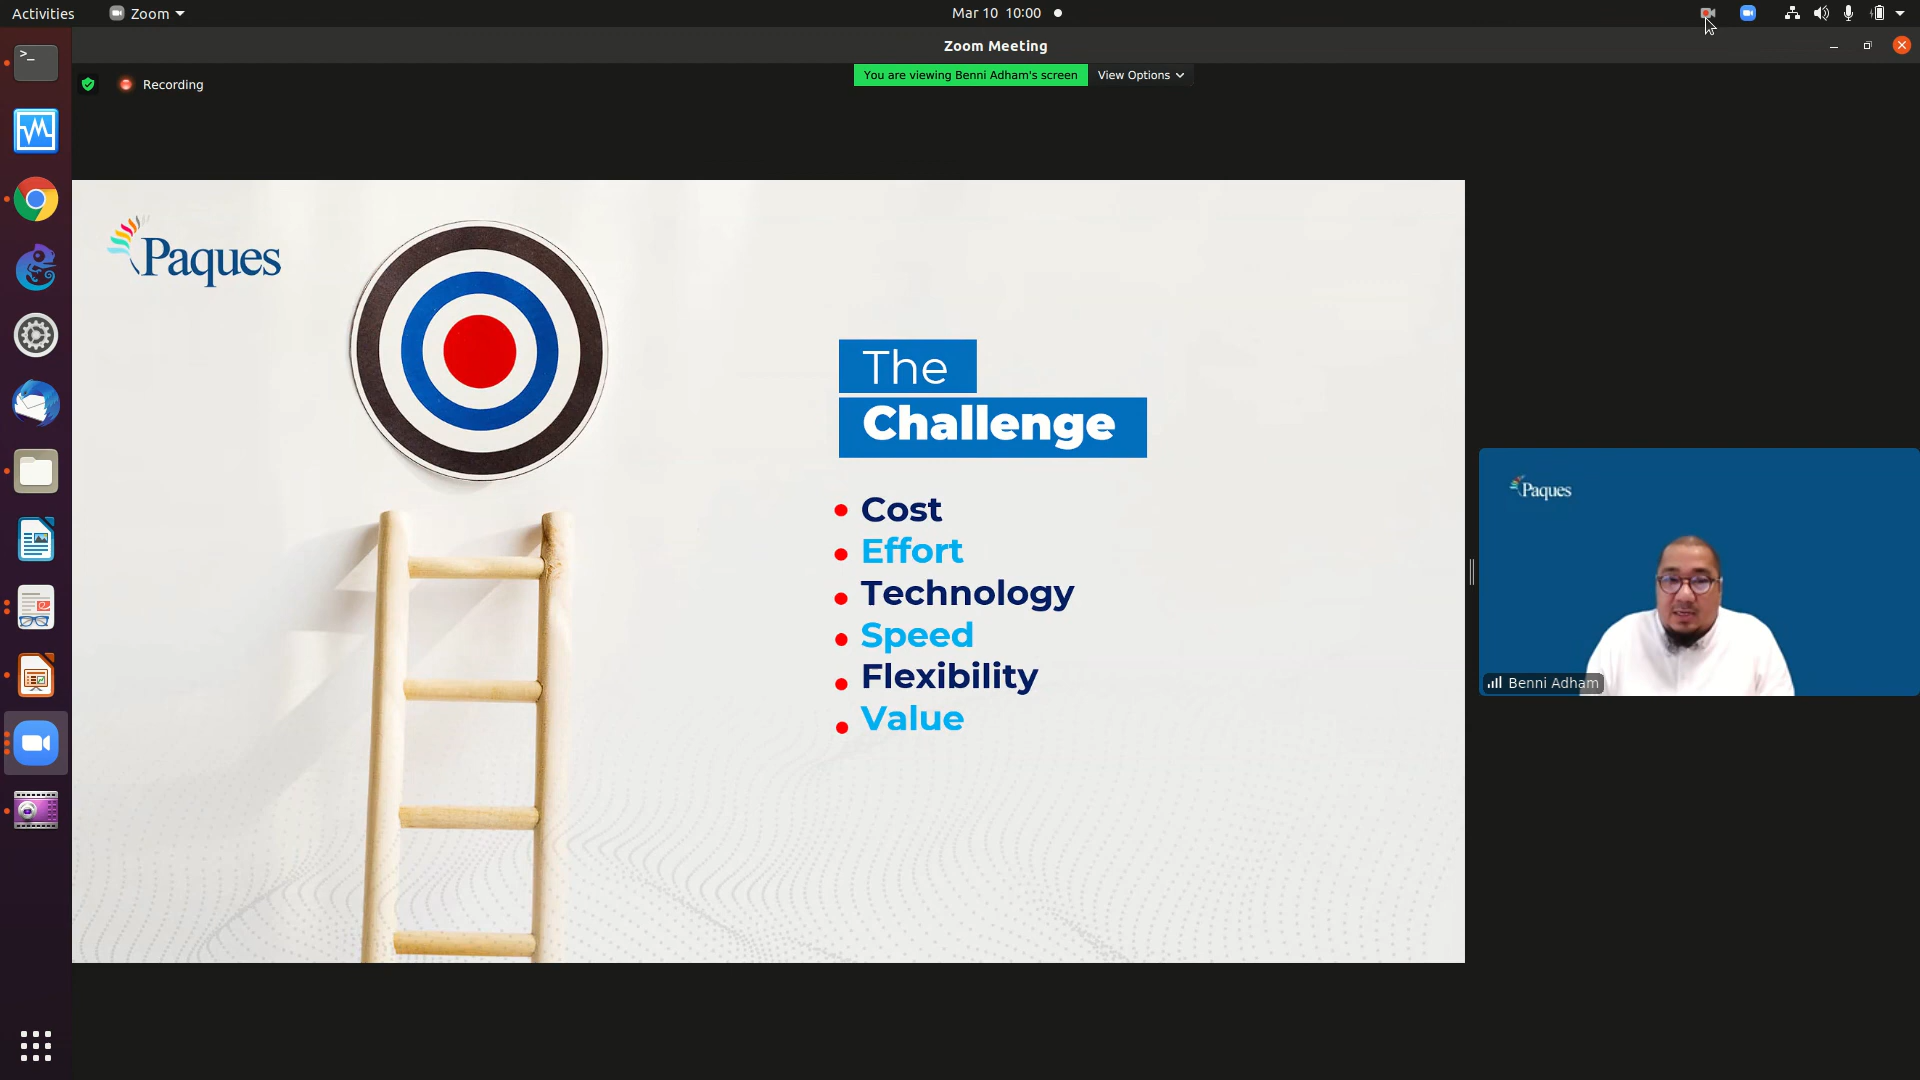 Activities
Zoom
Mar 10 10:00
Zoom Meeting
Recording
You are viewing Benni Adham's screen
View Options
Paques
The
Challenge
Cost
Effort
Technology
Speed
Flexibility
Value
Paques
Benni Adham